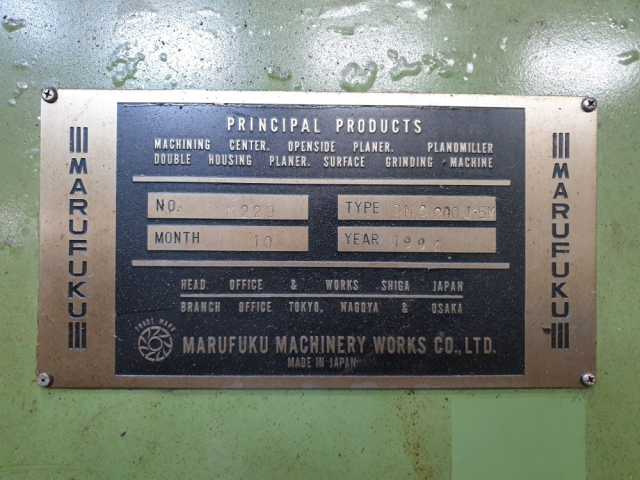 PRINCIPAL PRODUCTS
MACHINING CENTER. OPENSIDE PLANER. PLANOMILLER
DOUBLE HOUSING PLANER. SURFACE GRINDING MACHINE
NO.
TYPE
MONTH 10
YEAR
HEAD OFFICE & WORKS SHIGA JAPAN
BRANCH OFFICE TOKYO, NAGOYA & OSAKA
TRADE MARK
MARUFUKU MACHINERY WORKS CO., LTD.
MADE IN JAPAN
MARUFUKU
MARUFUKU